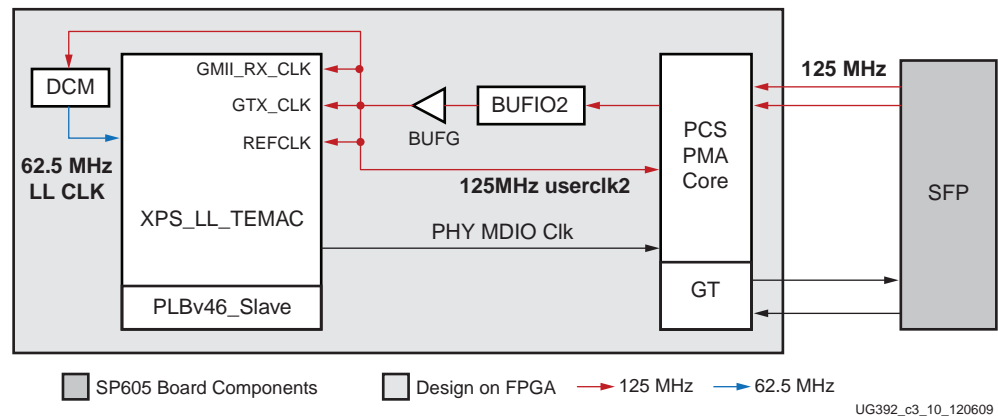 125 MHz
DCM
GMII_RX_CLK
GTX_CLK
REFCLK
BUFG
BUFIO2
PCS
PMA
Core
SFP
62.5 MHz
LL CLK
125MHz userclk2
XPS_LL_TEMAC
PHY MDIO Clk
GT
PLBv46_Slave
SP605 Board Components
Design on FPGA
125 MHz
62.5 MHz
UG392_c3_10_120609